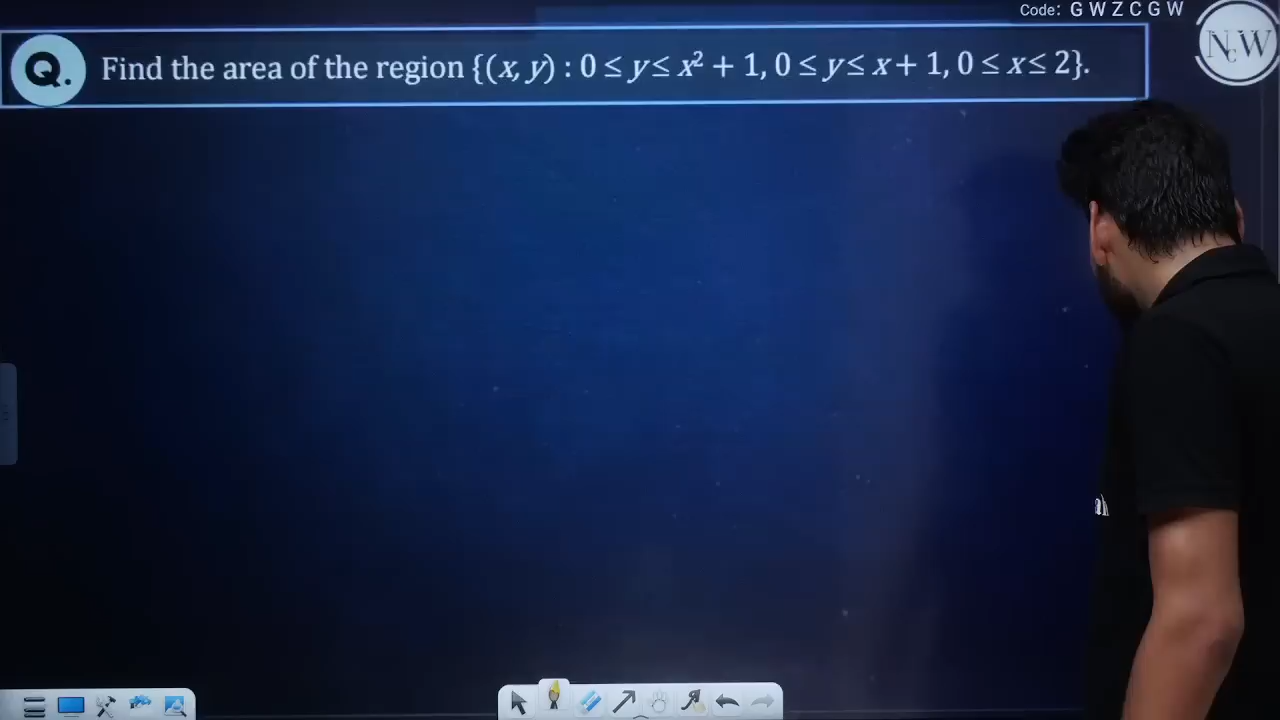 Code: G W Z C G W
Q. Find the area of the region {(x, y) : 0 ≤ y ≤ x² + 1, 0 ≤ y ≤ x + 1, 0 ≤ x ≤ 2}.